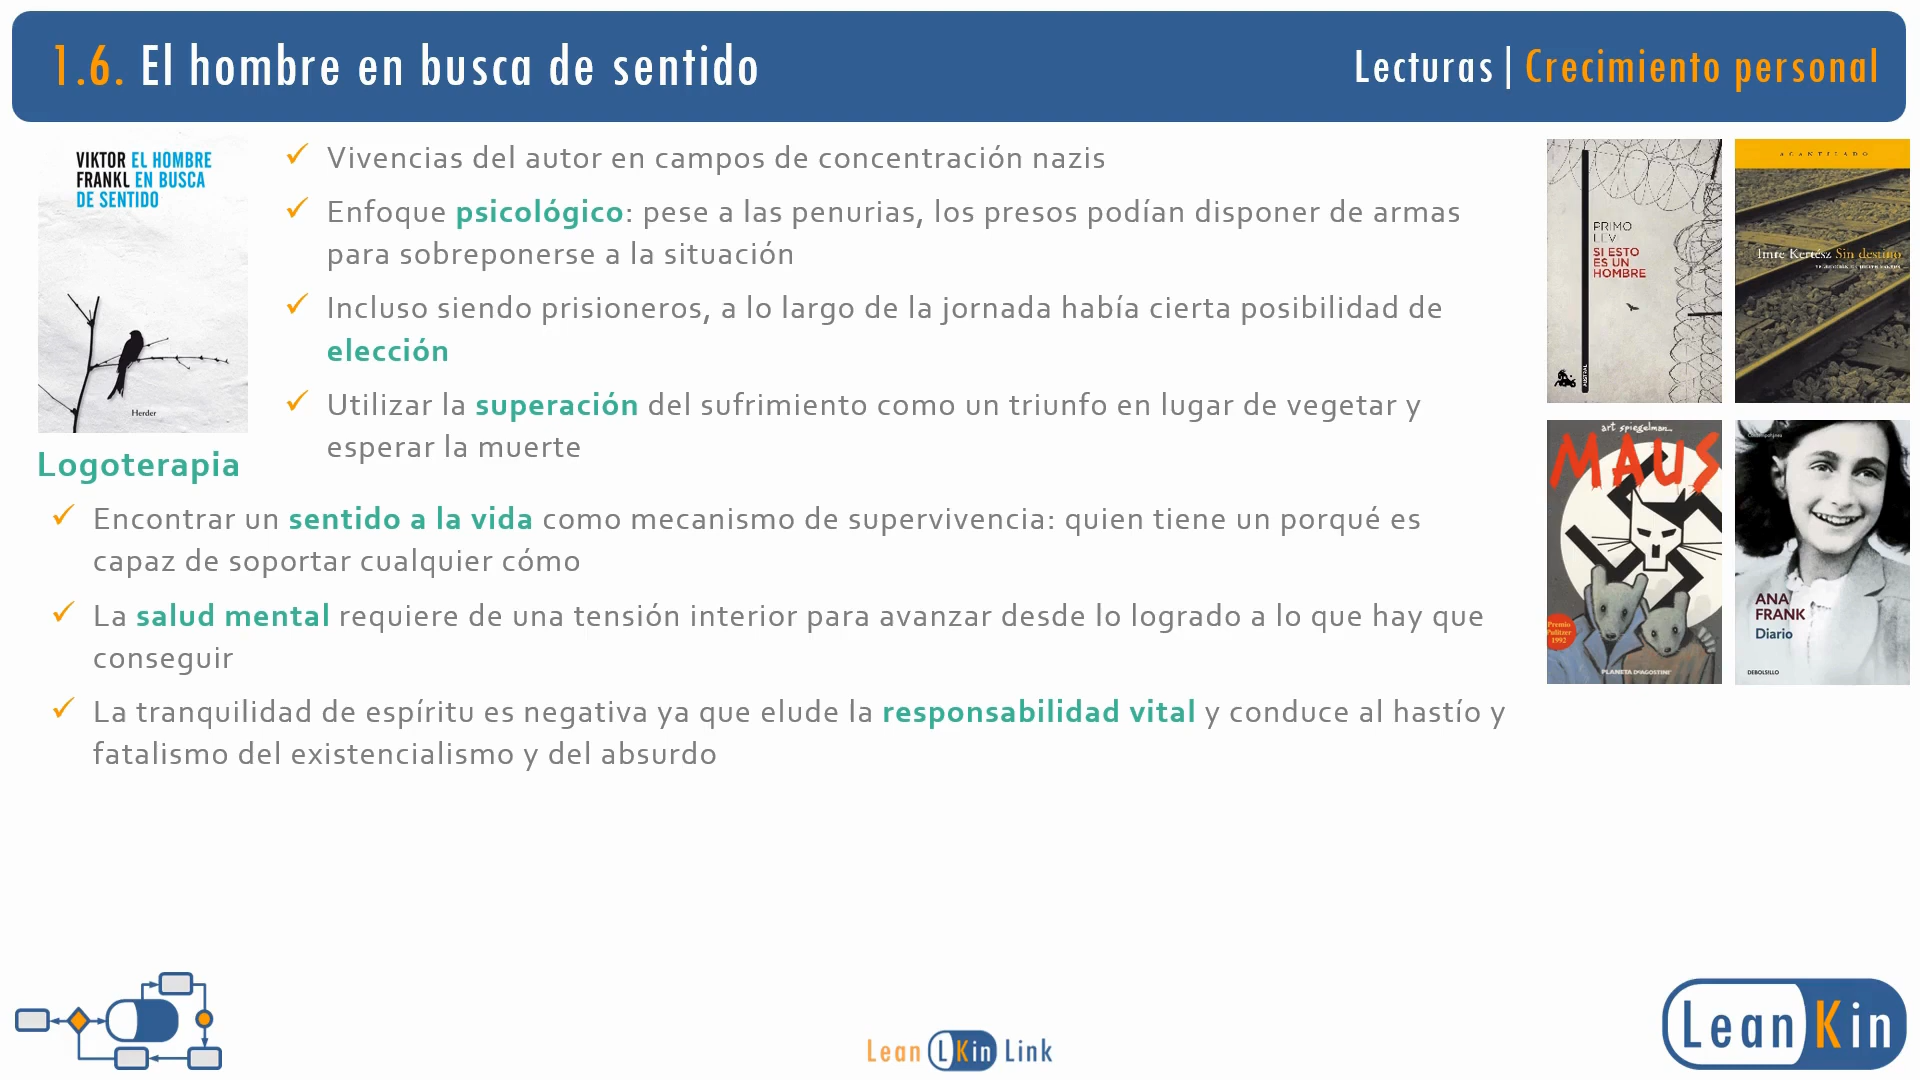 1.6. El hombre en busca de sentido
Lecturas | Crecimiento personal
VIKTOR EL HOMBRE
FRANKL EN BUSCA
DE SENTIDO
Herder
Vivencias del autor en campos de concentración nazis
Enfoque psicológico: pese a las penurias, los presos podían disponer de armas
para sobreponerse a la situación
Incluso siendo prisioneros, a lo largo de la jornada había cierta posibilidad de
elección
Utilizar la superación del sufrimiento como un triunfo en lugar de vegetar y
esperar la muerte
Logoterapia
Encontrar un sentido a la vida como mecanismo de supervivencia: quien tiene un porqué es
capaz de soportar cualquier cómo
La salud mental requiere de una tensión interior para avanzar desde lo logrado a lo que hay que
conseguir
La tranquilidad de espíritu es negativa ya que elude la responsabilidad vital y conduce al hastío y
fatalismo del existencialismo y del absurdo
PRIMO
LEVI
SI ESTO
ES UN
HOMBRE
AUSTRAL
ACANTILADO
Imre Kertész Sin destino
art spiegelman
MAUS
Premio
Pulitzer
1992
PLANETA DeAGOSTINI
ANA
FRANK
Diario
DEBOLSILLO
Lean LKin Link
LeanKin